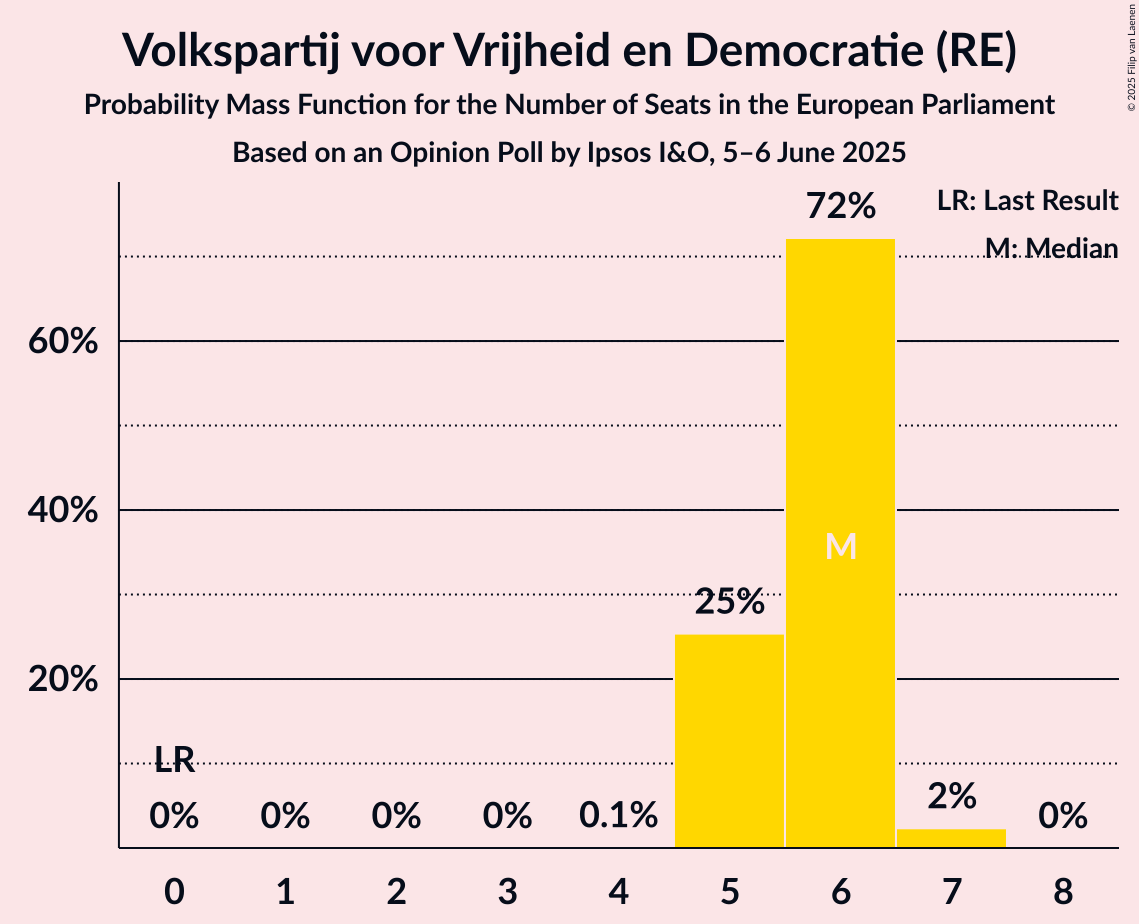 Volkspartij voor Vrijheid en Democratie (RE)
Probability Mass Function for the Number of Seats in the European Parliament
Based on an Opinion Poll by Ipsos I&O, 5–6 June 2025
© 2025 Filip van Laenen
LR: Last Result
M: Median
72%
60%
40%
M
25%
20%
LR
0% 0% 0% 0% 0.1% 2% 0%
0 1 2 3 4 5 6 7 8